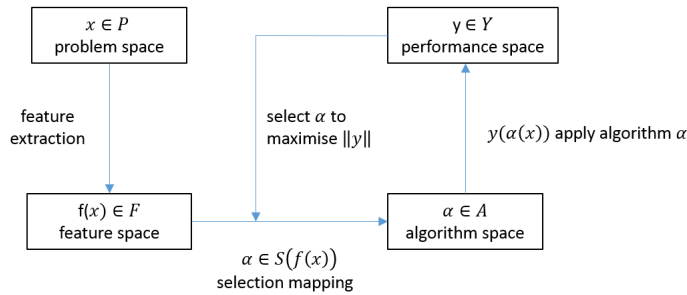 x ∈ P
problem space
y ∈ Y
performance space
feature
extraction
select α to
maximise ‖y‖
y(α(x)) apply algorithm α
f(x) ∈ F
feature space
α ∈ A
algorithm space
α ∈ S(f(x))
selection mapping